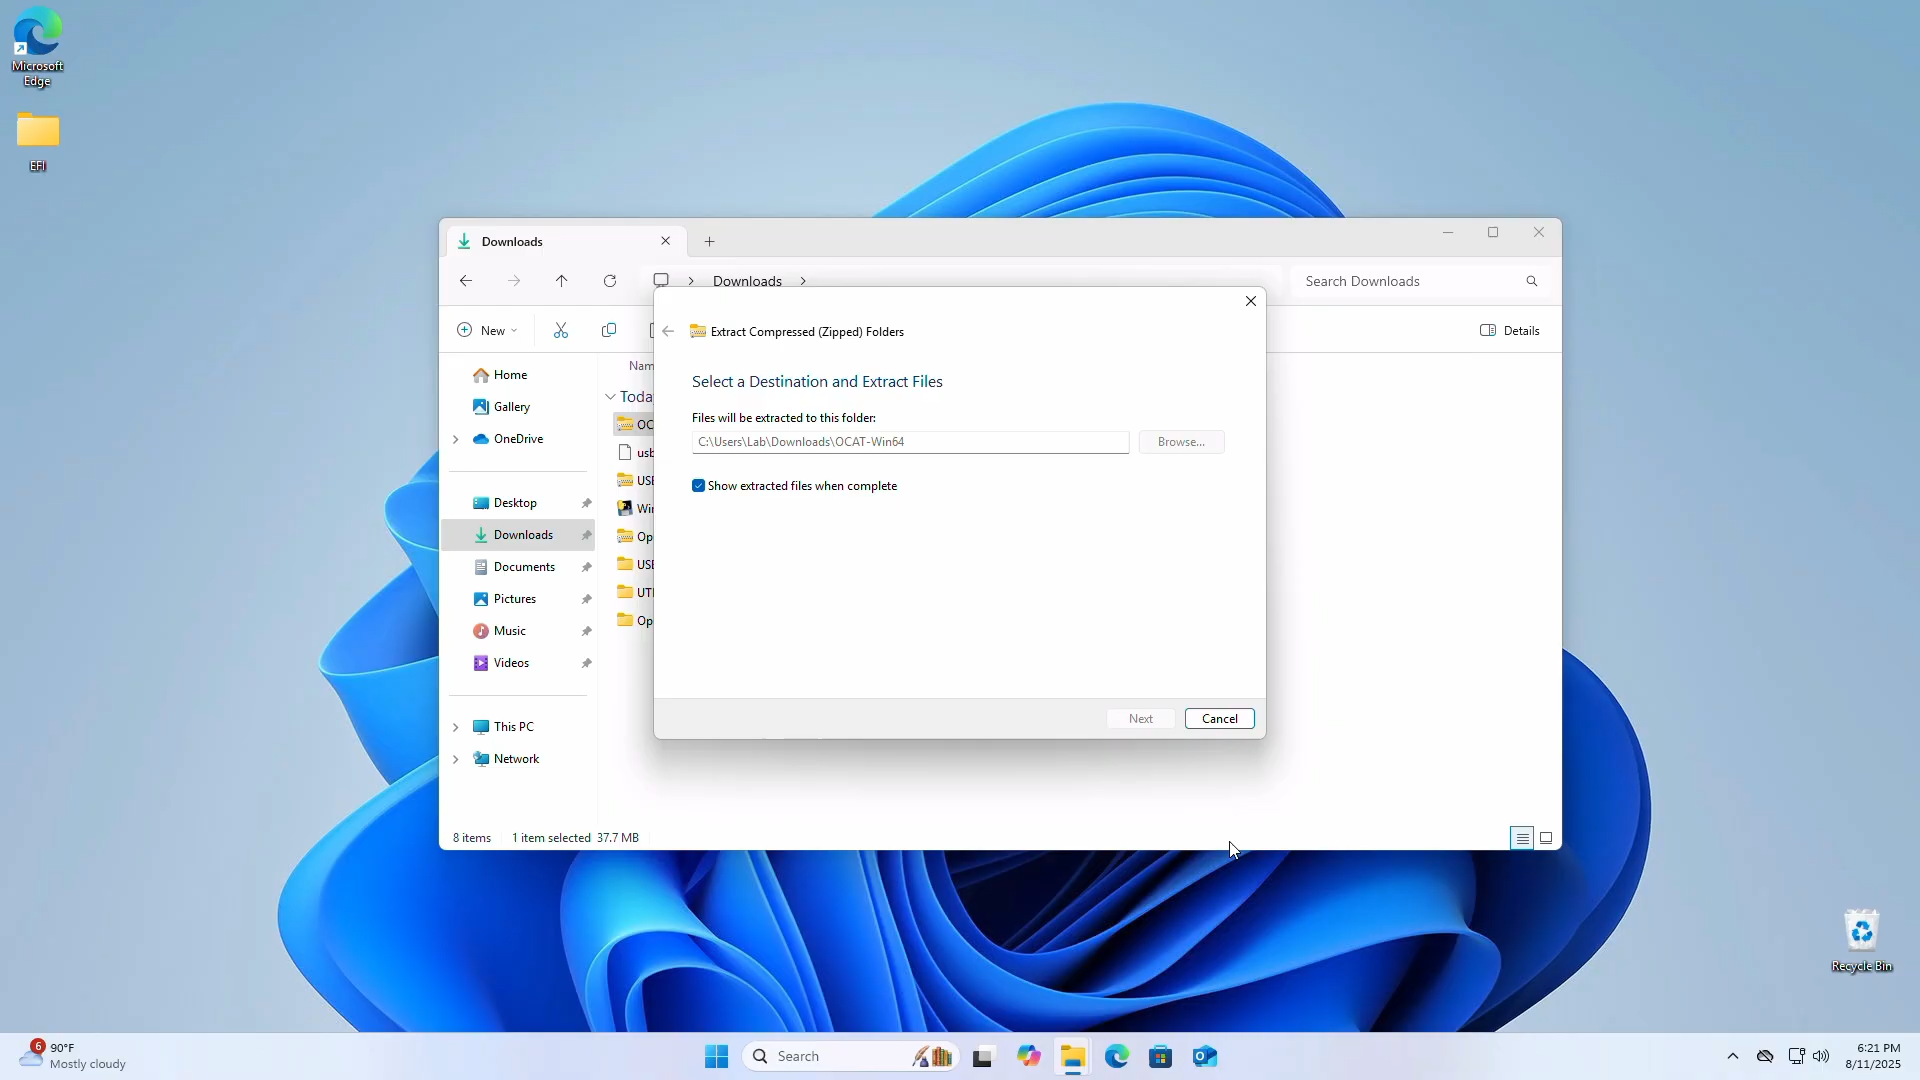 Microsoft
Edge
EFI
Downloads
Downloads
Search Downloads
New
Details
Home
Gallery
OneDrive
Desktop
Downloads
Documents
Pictures
Music
Videos
This PC
Network
Extract Compressed (Zipped) Folders
Select a Destination and Extract Files
Files will be extracted to this folder:
C:\Users\Lab\Downloads\OCAT-Win64
Browse...
Show extracted files when complete
Next
Cancel
8 items
1 item selected 37.7 MB
Recycle Bin
6
90°F
Mostly cloudy
Search
6:21 PM
8/11/2025